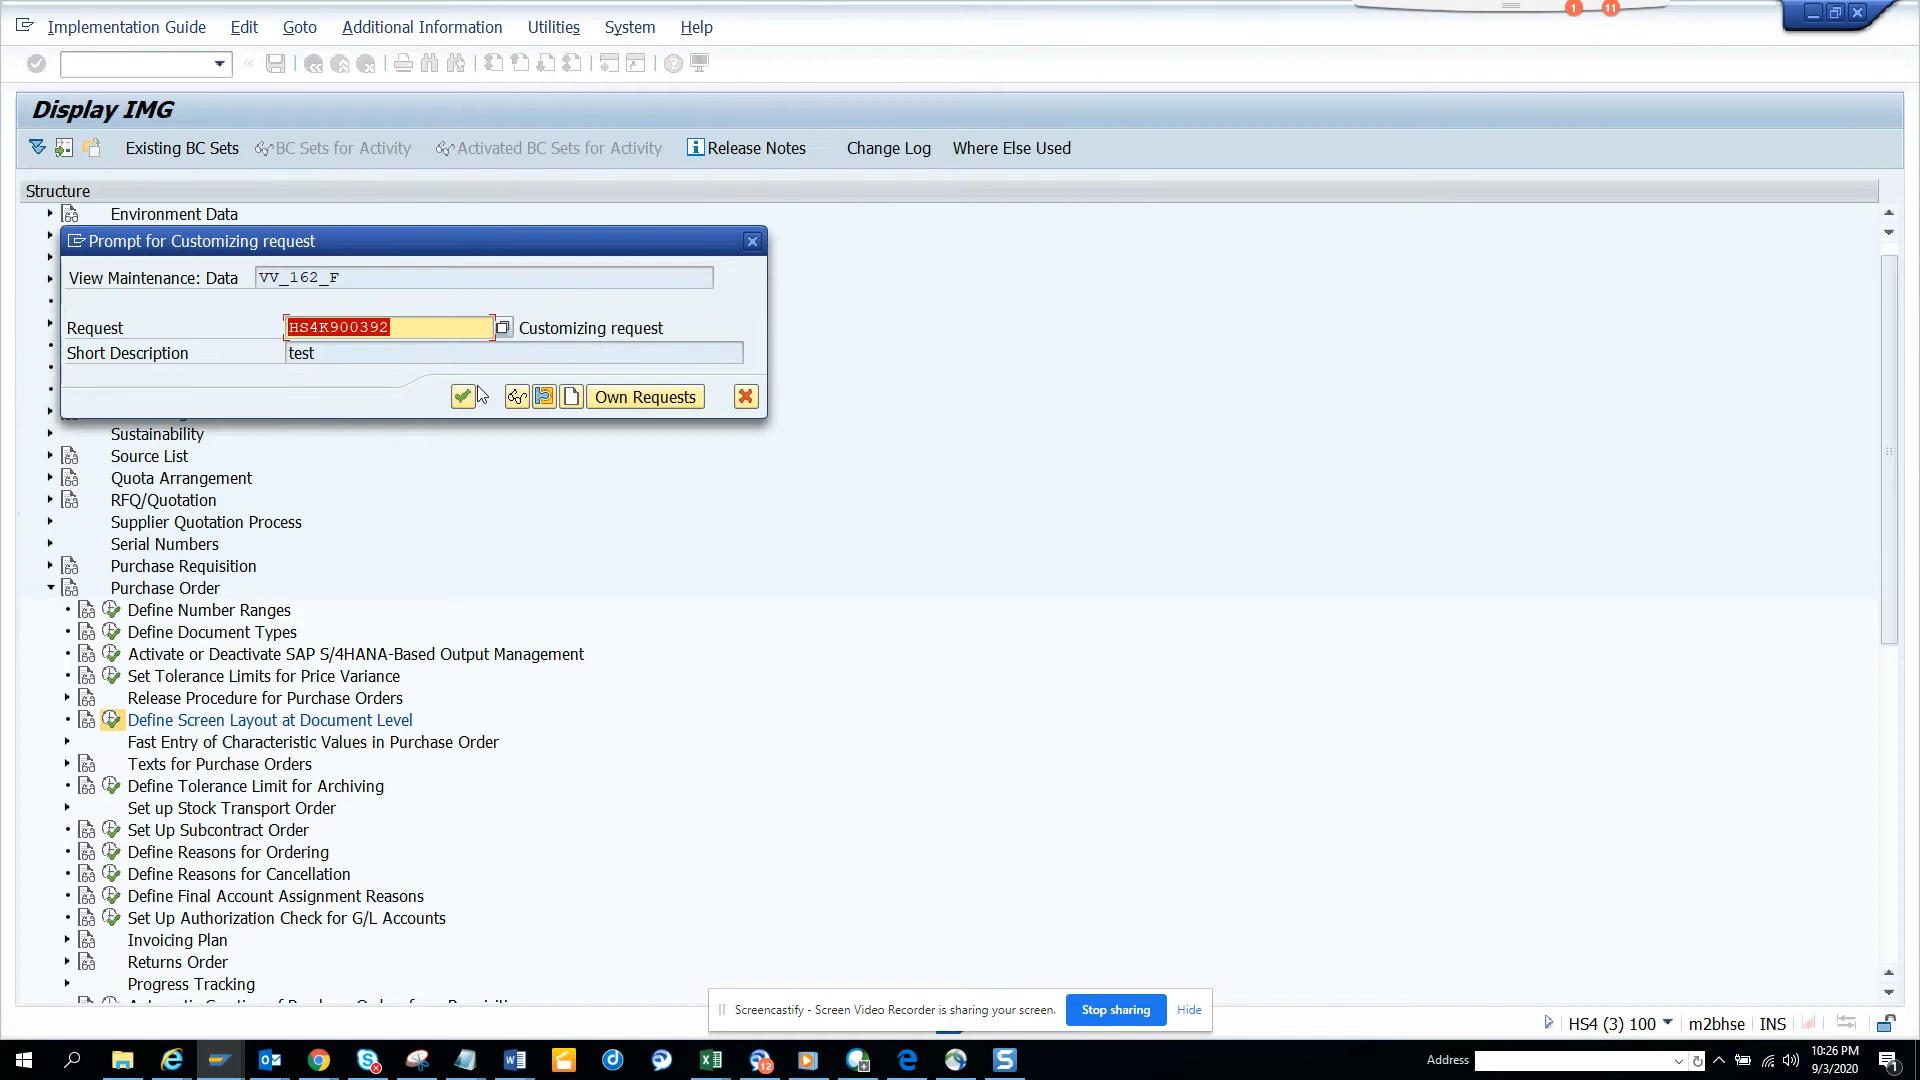 1 11
Implementation Guide Edit Goto Additional Information Utilities System Help
Display IMG
Existing BC Sets BC Sets for Activity Activated BC Sets for Activity Release Notes Change Log Where Else Used
Structure
Environment Data
Prompt for Customizing request
View Maintenance: Data VV_162_F
Request HS4K900392 Customizing request
Short Description test
Own Requests
Sustainability
Source List
Quota Arrangement
RFQ/Quotation
Supplier Quotation Process
Serial Numbers
Purchase Requisition
Purchase Order
Define Number Ranges
Define Document Types
Activate or Deactivate SAP S/4HANA-Based Output Management
Set Tolerance Limits for Price Variance
Release Procedure for Purchase Orders
Define Screen Layout at Document Level
Fast Entry of Characteristic Values in Purchase Order
Texts for Purchase Orders
Define Tolerance Limit for Archiving
Set up Stock Transport Order
Set Up Subcontract Order
Define Reasons for Ordering
Define Reasons for Cancellation
Define Final Account Assignment Reasons
Set Up Authorization Check for G/L Accounts
Invoicing Plan
Returns Order
Progress Tracking
Screencastify - Screen Video Recorder is sharing your screen. Stop sharing Hide
HS4 (3) 100 m2bhse INS
12 Address 10:26 PM
9/3/2020 1